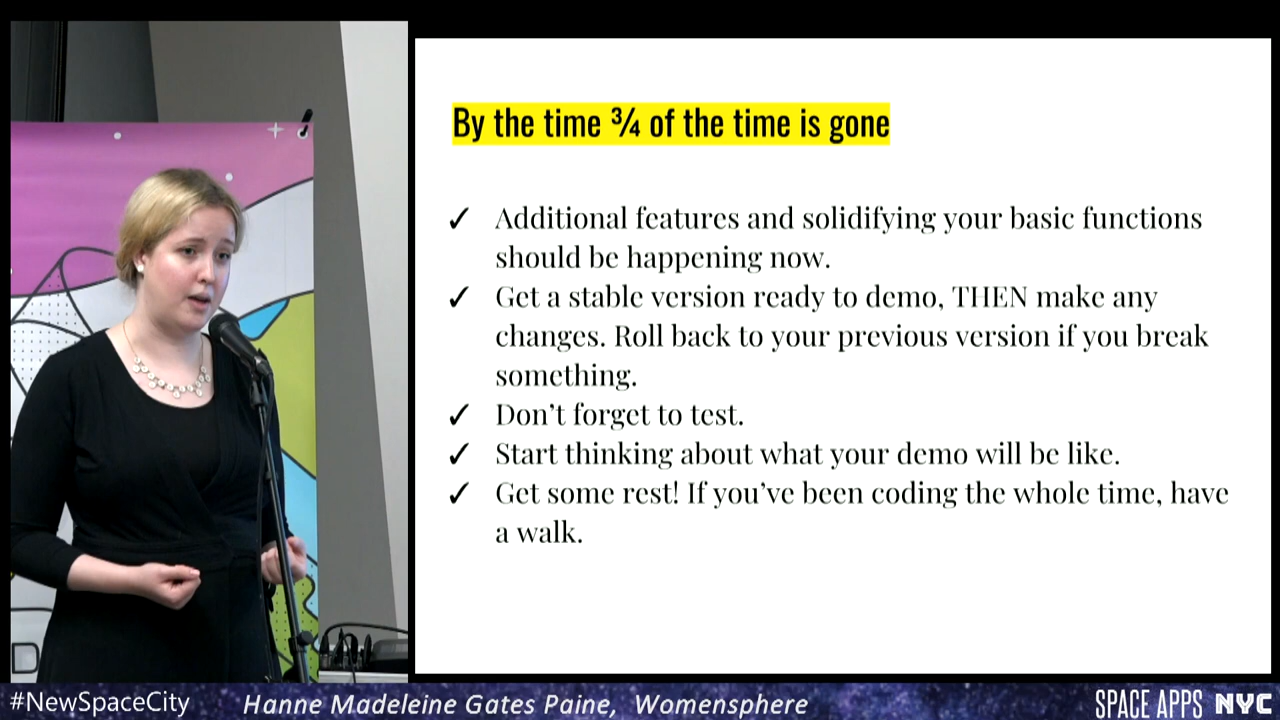 By the time ¾ of the time is gone
✓ Additional features and solidifying your basic functions
should be happening now.
✓ Get a stable version ready to demo, THEN make any
changes. Roll back to your previous version if you break
something.
✓ Don’t forget to test.
✓ Start thinking about what your demo will be like.
✓ Get some rest! If you’ve been coding the whole time, have
a walk.
D
#NewSpaceCity
Hanne Madeleine Gates Paine, Womensphere
SPACE APPS NYC